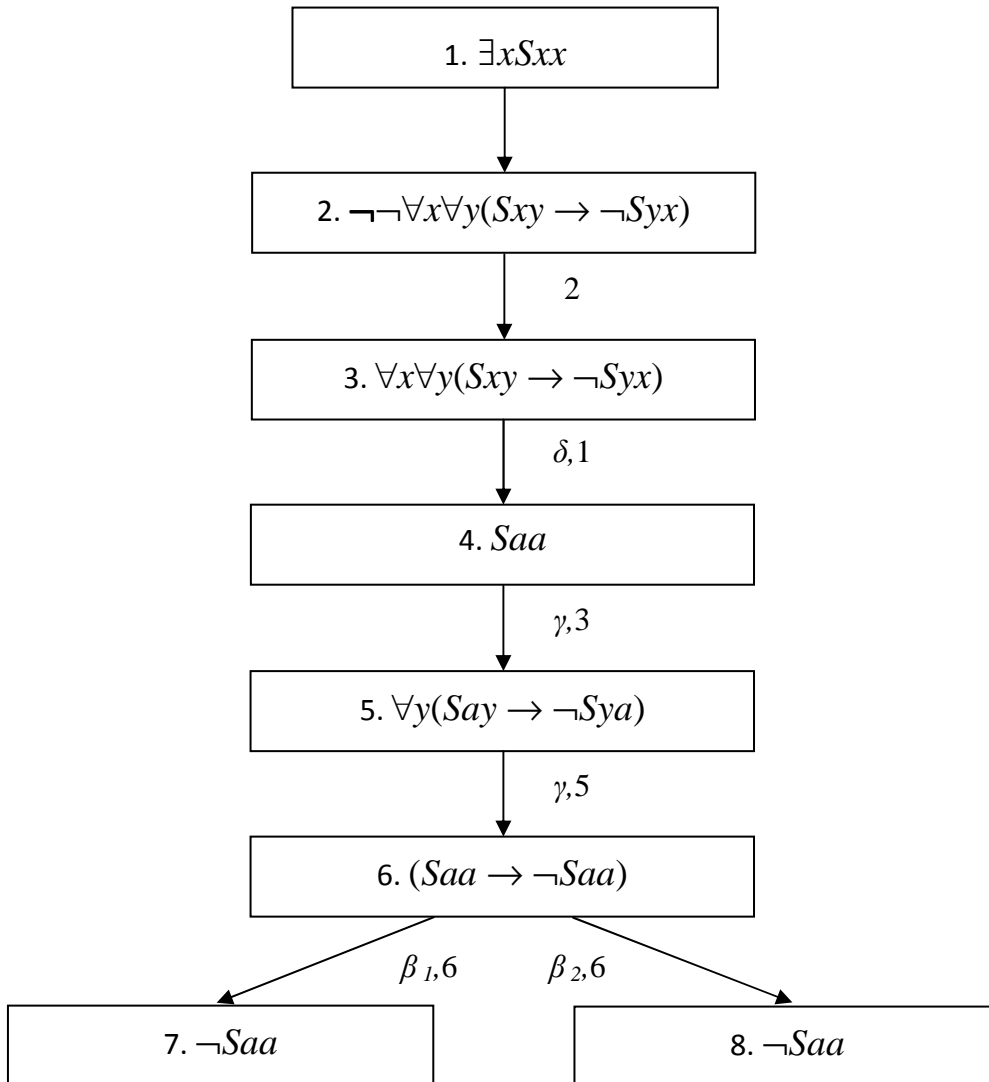 1. ∃xSxx
2. ¬¬∀x∀y(Sxy → ¬Syx)
2
3. ∀x∀y(Sxy → ¬Syx)
δ,1
4. Saa
γ,3
5. ∀y(Say → ¬Sya)
γ,5
6. (Saa → ¬Saa)
β₁,6 β₂,6
7. ¬Saa 8. ¬Saa